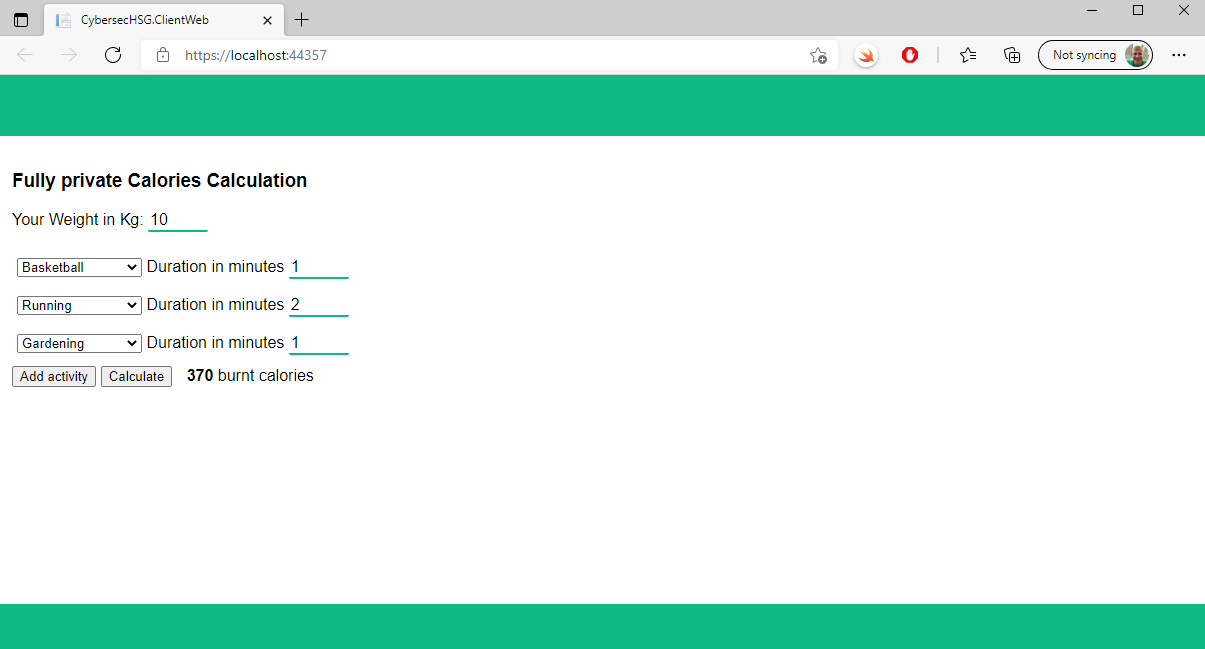 CybersecHSG.ClientWeb
https://localhost:44357
Not syncing
Fully private Calories Calculation
Your Weight in Kg: 10
Basketball Duration in minutes 1
Running Duration in minutes 2
Gardening Duration in minutes 1
Add activity Calculate 370 burnt calories